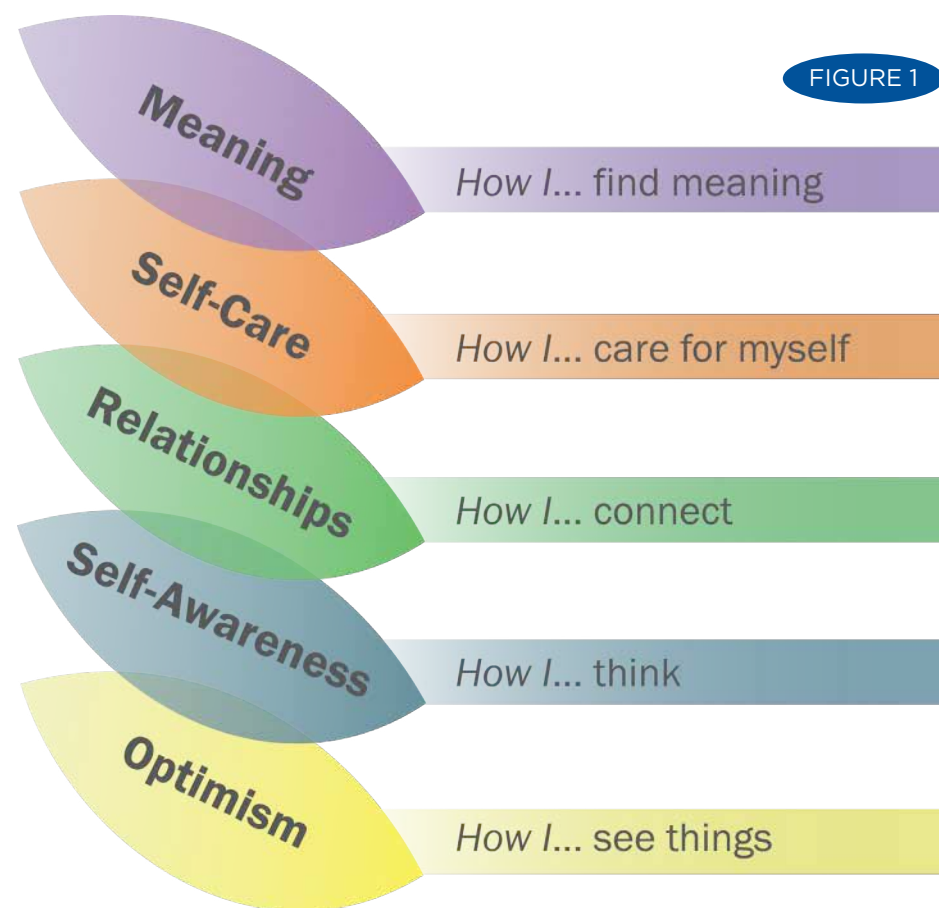 FIGURE 1
Meaning
How I... find meaning
Self-Care
How I... care for myself
Relationships
How I... connect
Self-Awareness
How I... think
Optimism
How I... see things